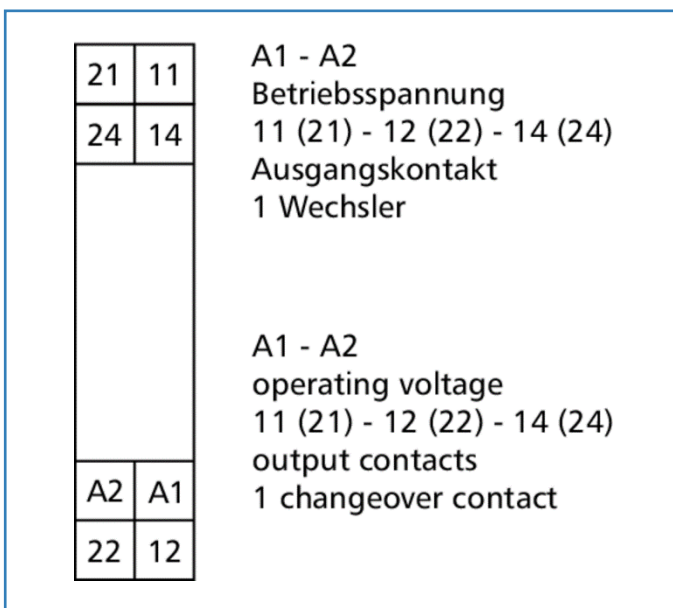 21 11
24 14
A1 - A2
Betriebsspannung
11 (21) - 12 (22) - 14 (24)
Ausgangskontakt
1 Wechsler
A1 - A2
operating voltage
11 (21) - 12 (22) - 14 (24)
output contacts
1 changeover contact
A2 A1
22 12